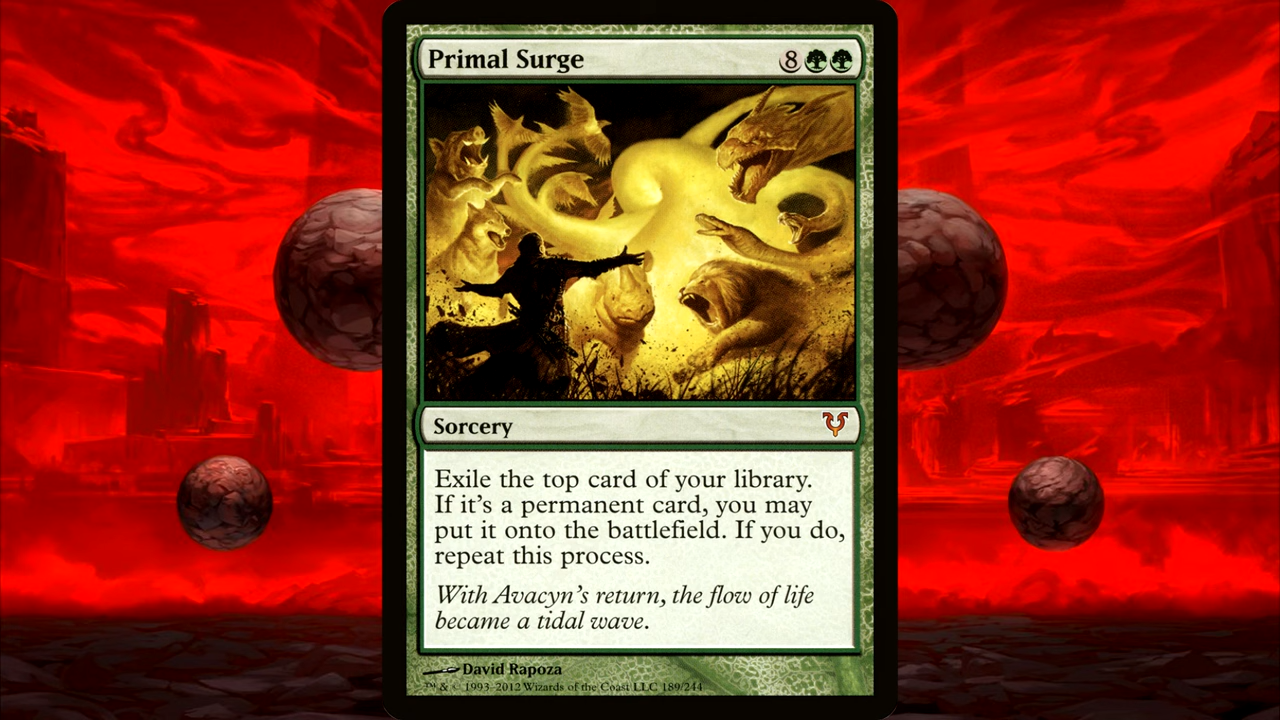 Primal Surge 8
Sorcery
Exile the top card of your library.
If it's a permanent card, you may
put it onto the battlefield. If you do,
repeat this process.
With Avacyn's return, the flow of life
became a tidal wave.
David Rapoza
™ & © 1993–2012 Wizards of the Coast LLC 189/244